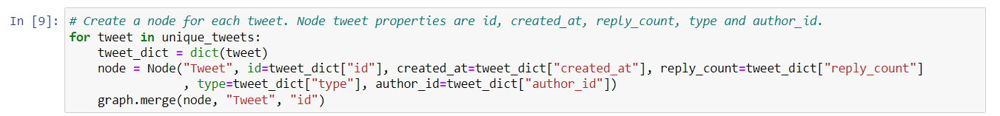 In [9]: # Create a node for each tweet. Node tweet properties are id, created_at, reply_count, type and author_id.
for tweet in unique_tweets:
    tweet_dict = dict(tweet)
    node = Node("Tweet", id=tweet_dict["id"], created_at=tweet_dict["created_at"], reply_count=tweet_dict["reply_count"]
                , type=tweet_dict["type"], author_id=tweet_dict["author_id"])
    graph.merge(node, "Tweet", "id")